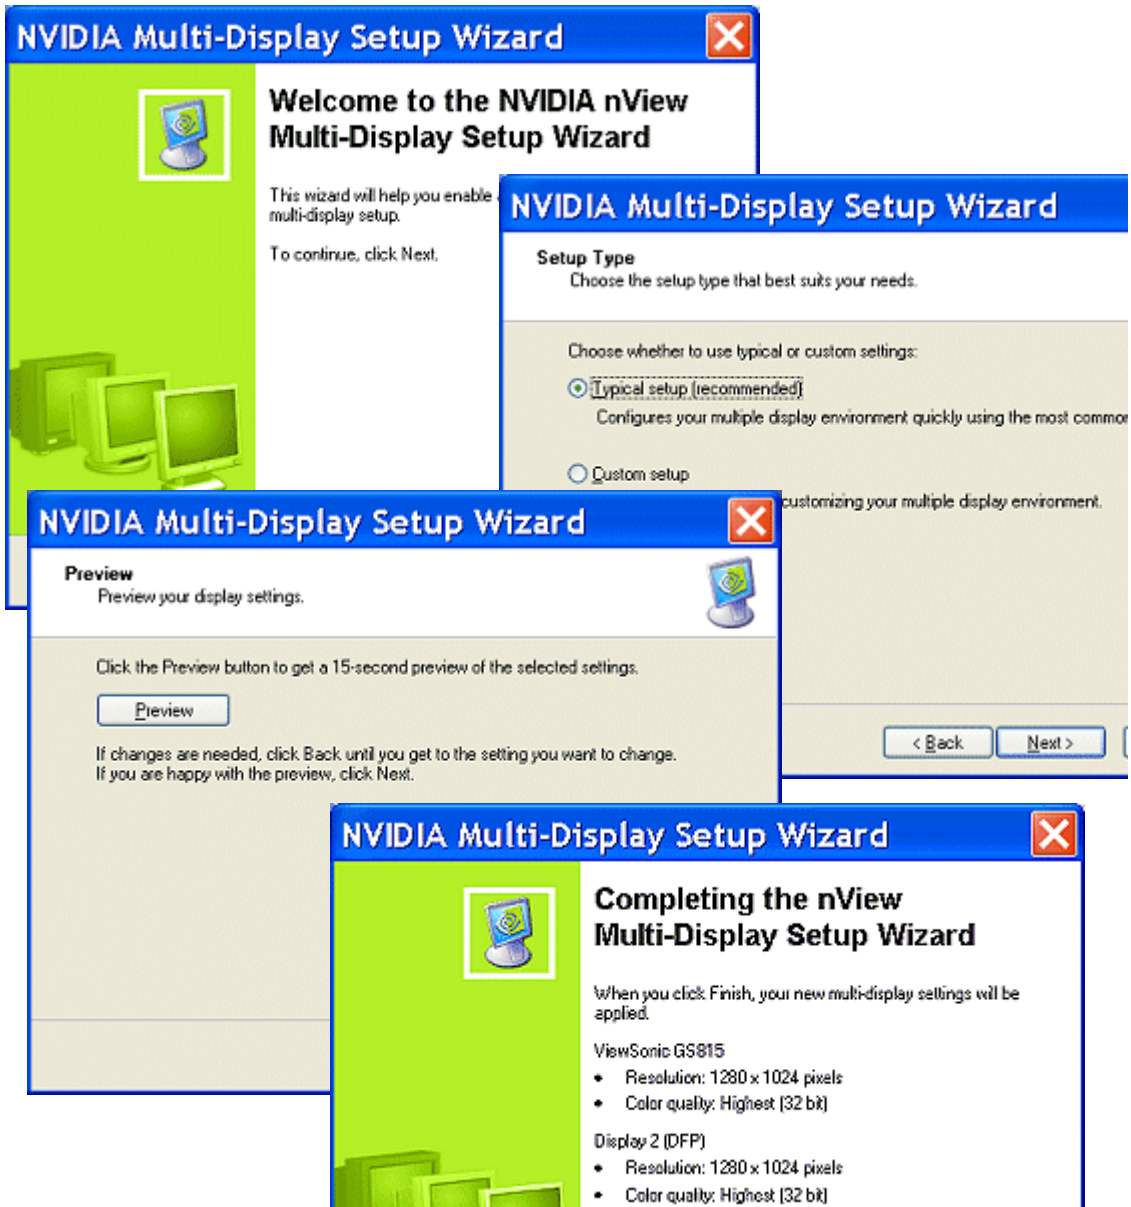 NVIDIA Multi-Display Setup Wizard
Welcome to the NVIDIA nView
Multi-Display Setup Wizard
This wizard will help you enable
multi-display setup.
To continue, click Next.
NVIDIA Multi-Display Setup Wizard
Setup Type
Choose the setup type that best suits your needs.
Choose whether to use typical or custom settings:
Typical setup (recommended)
Configures your multiple display environment quickly using the most common
Custom setup
customizing your multiple display environment.
< Back
Next >
NVIDIA Multi-Display Setup Wizard
Preview
Preview your display settings.
Click the Preview button to get a 15-second preview of the selected settings.
Preview
If changes are needed, click Back until you get to the setting you want to change.
If you are happy with the preview, click Next.
NVIDIA Multi-Display Setup Wizard
Completing the nView
Multi-Display Setup Wizard
When you click Finish, your new multi-display settings will be
applied.
ViewSonic GS815
• Resolution: 1280 x 1024 pixels
• Color quality: Highest (32 bit)
Display 2 (DFP)
• Resolution: 1280 x 1024 pixels
• Color quality: Highest (32 bit)